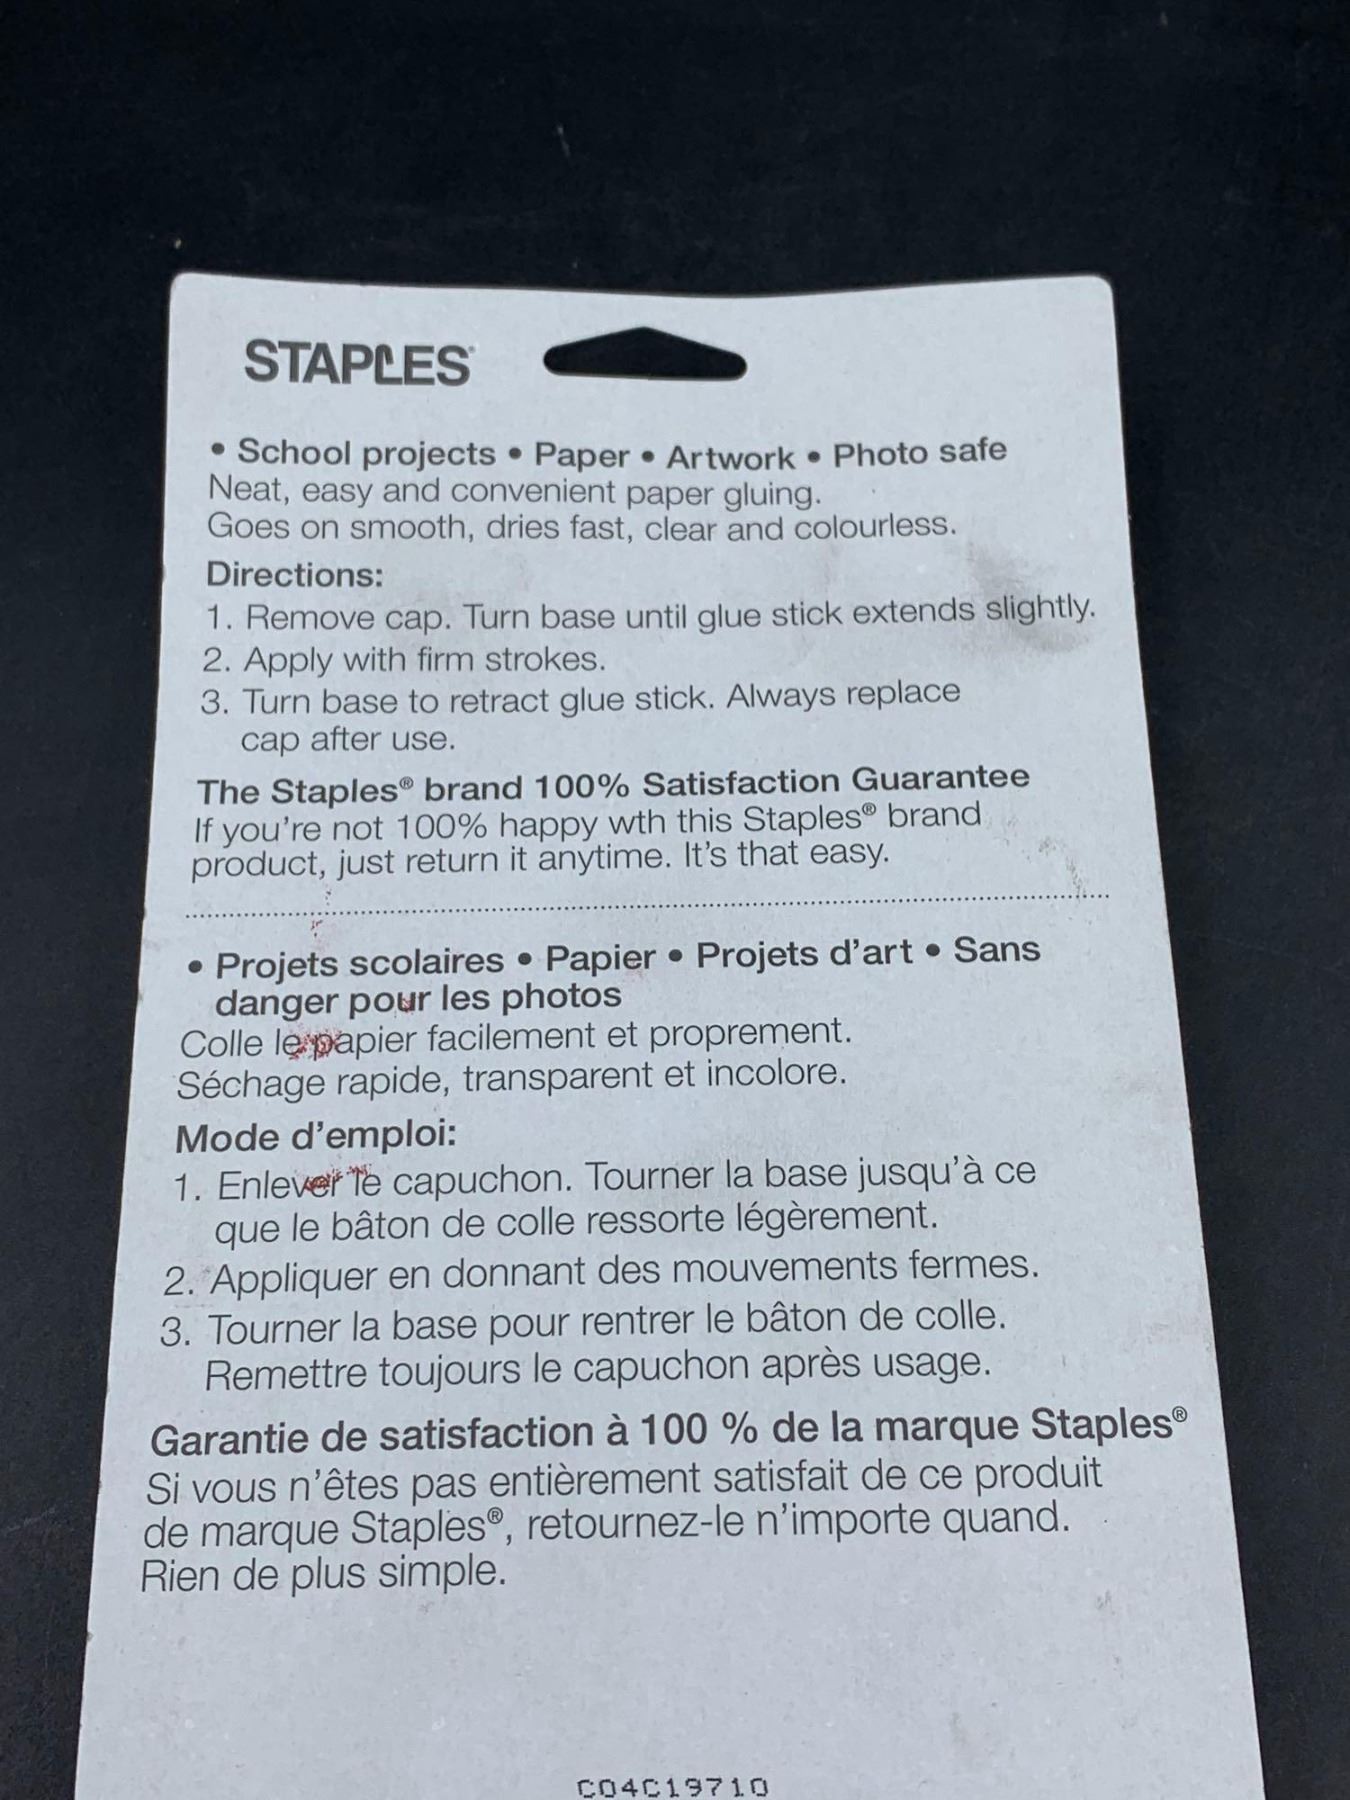 STAPLES
• School projects • Paper • Artwork • Photo safe
Neat, easy and convenient paper gluing.
Goes on smooth, dries fast, clear and colourless.
Directions:
1. Remove cap. Turn base until glue stick extends slightly.
2. Apply with firm strokes.
3. Turn base to retract glue stick. Always replace
cap after use.
The Staples® brand 100% Satisfaction Guarantee
If you're not 100% happy wth this Staples® brand
product, just return it anytime. It's that easy.
• Projets scolaires • Papier • Projets d'art • Sans
danger pour les photos
Colle le papier facilement et proprement.
Séchage rapide, transparent et incolore.
Mode d'emploi:
1. Enlever le capuchon. Tourner la base jusqu'à ce
que le bâton de colle ressorte légèrement.
2. Appliquer en donnant des mouvements fermes.
3. Tourner la base pour rentrer le bâton de colle.
Remettre toujours le capuchon après usage.
Garantie de satisfaction à 100 % de la marque Staples®
Si vous n'êtes pas entièrement satisfait de ce produit
de marque Staples®, retournez-le n'importe quand.
Rien de plus simple.
C04C19710